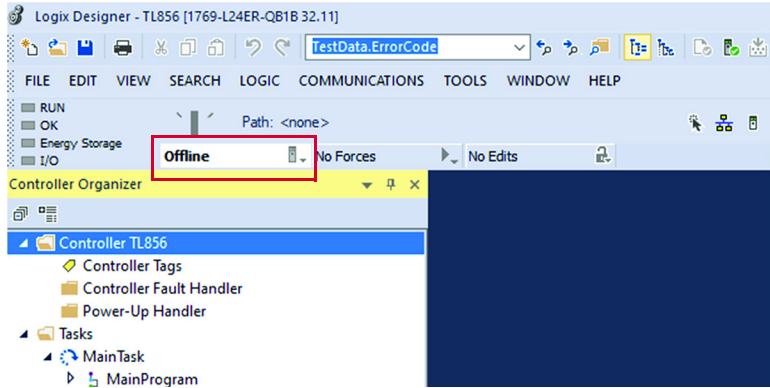 Logix Designer - TL856 [1769-L24ER-QB1B 32.11]
TestData.ErrorCode
FILE EDIT VIEW SEARCH LOGIC COMMUNICATIONS TOOLS WINDOW HELP
RUN
OK
Energy Storage
I/O
Path: <none>
Offline No Forces No Edits
Controller Organizer
Controller TL856
Controller Tags
Controller Fault Handler
Power-Up Handler
Tasks
MainTask
MainProgram